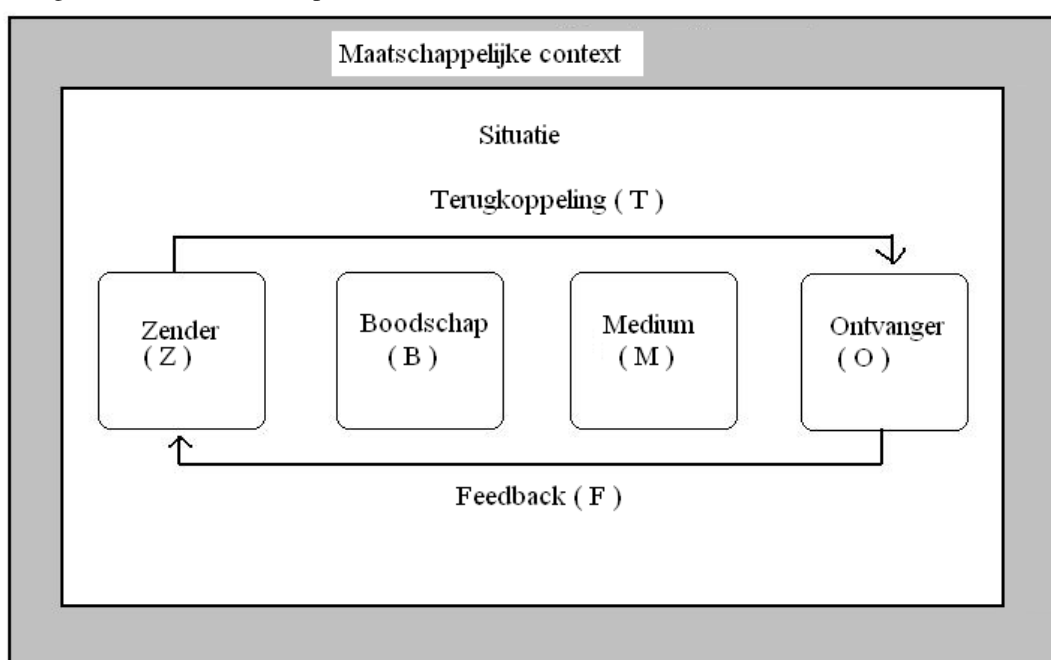 Maatschappelijke context
Situatie
Terugkoppeling ( T )
Zender
( Z )
Boodschap
( B )
Medium
( M )
Ontvanger
( O )
Feedback ( F )